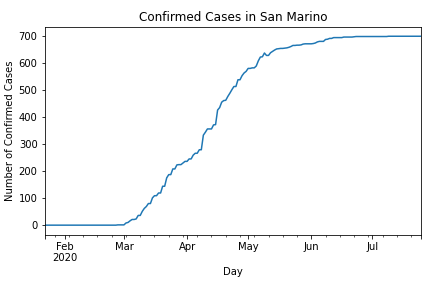 Confirmed Cases in San Marino
Number of Confirmed Cases
700
600
500
400
300
200
100
0
Feb Mar Apr May Jun Jul
2020
Day